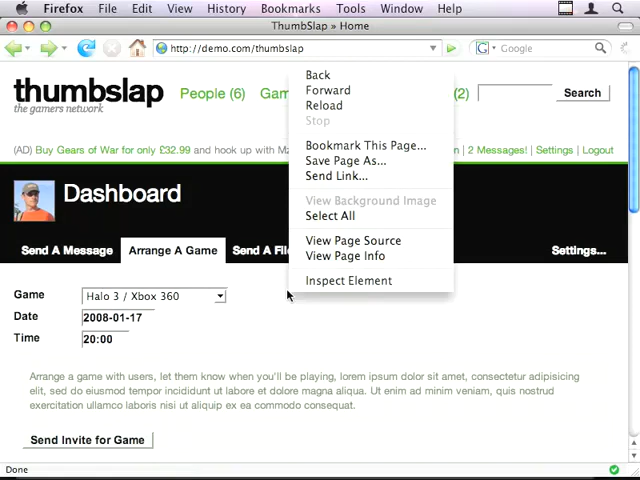 Firefox File Edit View History Bookmarks Tools Window Help
ThumbSlap » Home
http://demo.com/thumbslap
Google
thumbslap
the gamers network
People (6)
Gam
(2)
Search
(AD) Buy Gears of War for only £32.99 and hook up with Mz
| 2 Messages! | Settings | Logout
Dashboard
Send A Message
Arrange A Game
Send A File
Settings...
Back
Forward
Reload
Stop
Bookmark This Page...
Save Page As...
Send Link...
View Background Image
Select All
View Page Source
View Page Info
Inspect Element
Game
Halo 3 / Xbox 360
Date
2008-01-17
Time
20:00
Arrange a game with users, let them know when you'll be playing, lorem ipsum dolor sit amet, consectetur adipisicing
elit, sed do eiusmod tempor incididunt ut labore et dolore magna aliqua. Ut enim ad minim veniam, quis nostrud
exercitation ullamco laboris nisi ut aliquip ex ea commodo consequat.
Send Invite for Game
Done